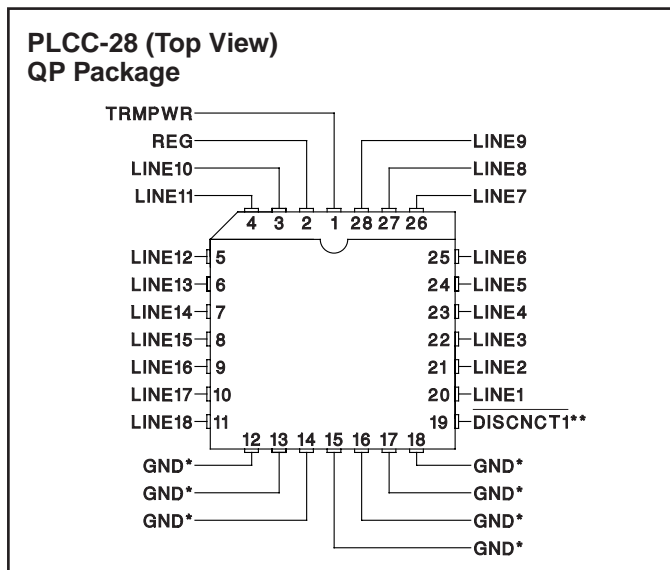 PLCC-28 (Top View)
QP Package
TRMPWR
REG LINE9
LINE10 LINE8
LINE11 LINE7
4 3 2 1 28 27 26
LINE12 5 25 LINE6
LINE13 6 24 LINE5
LINE14 7 23 LINE4
LINE15 8 22 LINE3
LINE16 9 21 LINE2
LINE17 10 20 LINE1
LINE18 11 19 DISCNCT1**
12 13 14 15 16 17 18
GND* GND*
GND* GND*
GND* GND*
GND*